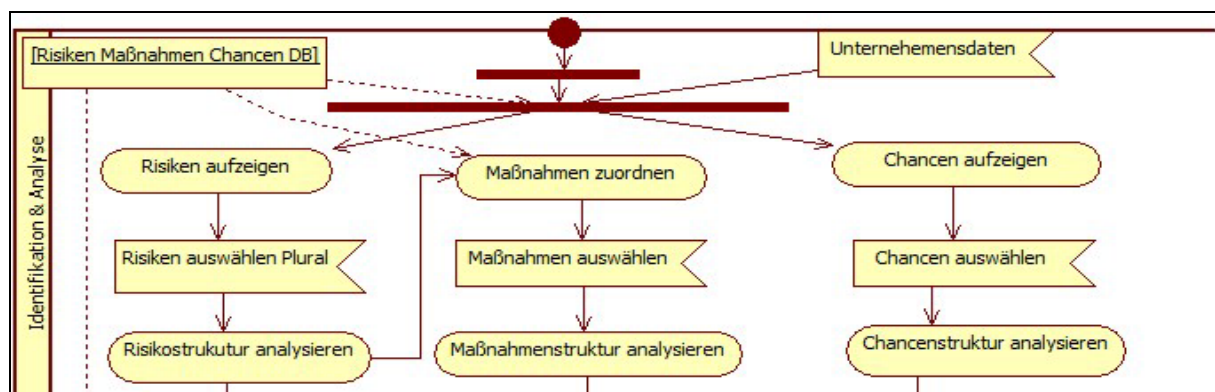 [Risiken Maßnahmen Chancen DB]
Unternehemensdaten
Identifikation & Analyse
Risiken aufzeigen
Maßnahmen zuordnen
Chancen aufzeigen
Risiken auswählen Plural
Maßnahmen auswählen
Chancen auswählen
Risikostrukutur analysieren
Maßnahmenstruktur analysieren
Chancenstruktur analysieren